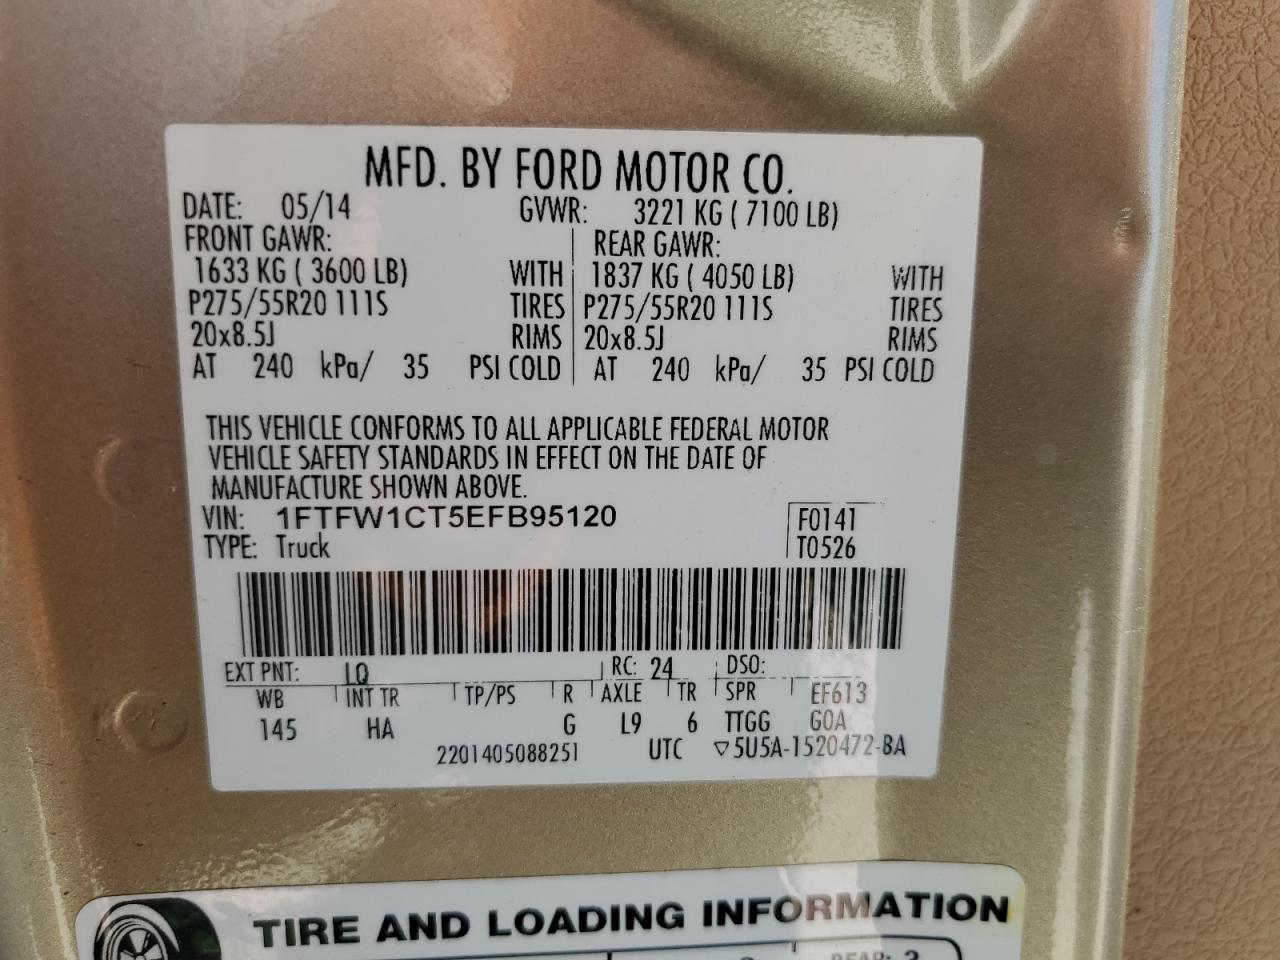 MFD. BY FORD MOTOR CO.
DATE: 05/14 GVWR: 3221 KG ( 7100 LB)
FRONT GAWR: REAR GAWR:
1633 KG ( 3600 LB) WITH 1837 KG ( 4050 LB) WITH
P275/55R20 111S TIRES P275/55R20 111S TIRES
20x8.5J RIMS 20x8.5J RIMS
AT 240 kPa/ 35 PSI COLD AT 240 kPa/ 35 PSI COLD
THIS VEHICLE CONFORMS TO ALL APPLICABLE FEDERAL MOTOR
VEHICLE SAFETY STANDARDS IN EFFECT ON THE DATE OF
MANUFACTURE SHOWN ABOVE.
VIN: 1FTFW1CT5EFB95120 F0141
TYPE: Truck T0526
EXT PNT: LQ RC: 24 DSO:
WB INT TR TP/PS R AXLE TR SPR EF613
145 HA G L9 6 TTGG GOA
2201405088251 UTC ▽5U5A-1520472-BA
TIRE AND LOADING INFORMATION
REAR: 3